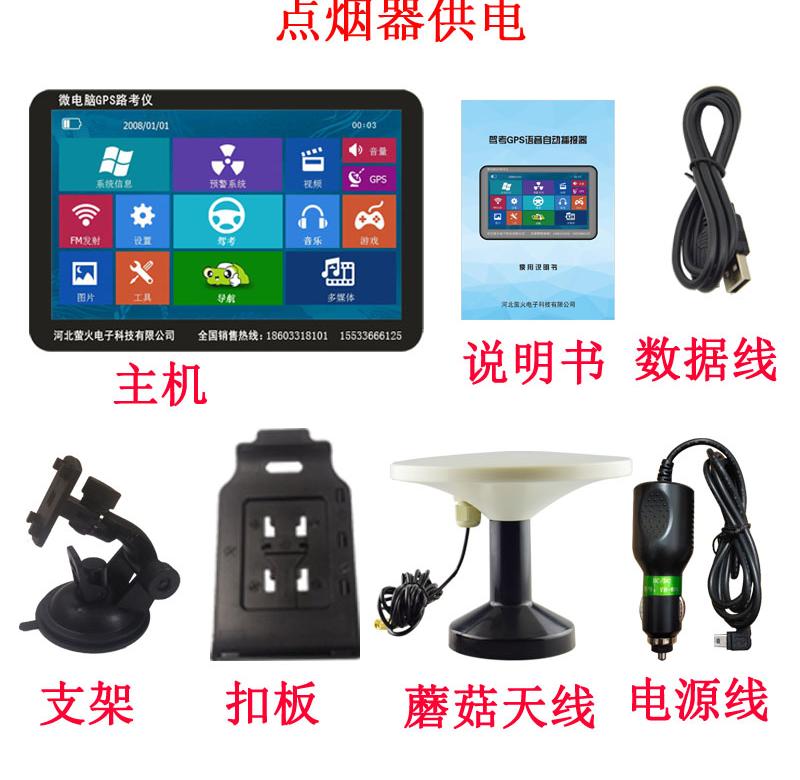 点烟器供电
微电脑GPS路考仪
2008/01/01
00:03
系统信息
预警系统
视频
音量
GPS
FM发射
设置
驾考
音乐
游戏
图片
工具
导航
多媒体
河北萤火电子科技有限公司 全国销售热线：18603318101 15533666125
主机
驾考GPS语音自动播报器
使用说明书
河北萤火电子科技有限公司
说明书
数据线
支架
扣板
蘑菇天线
DC/DC
电源线